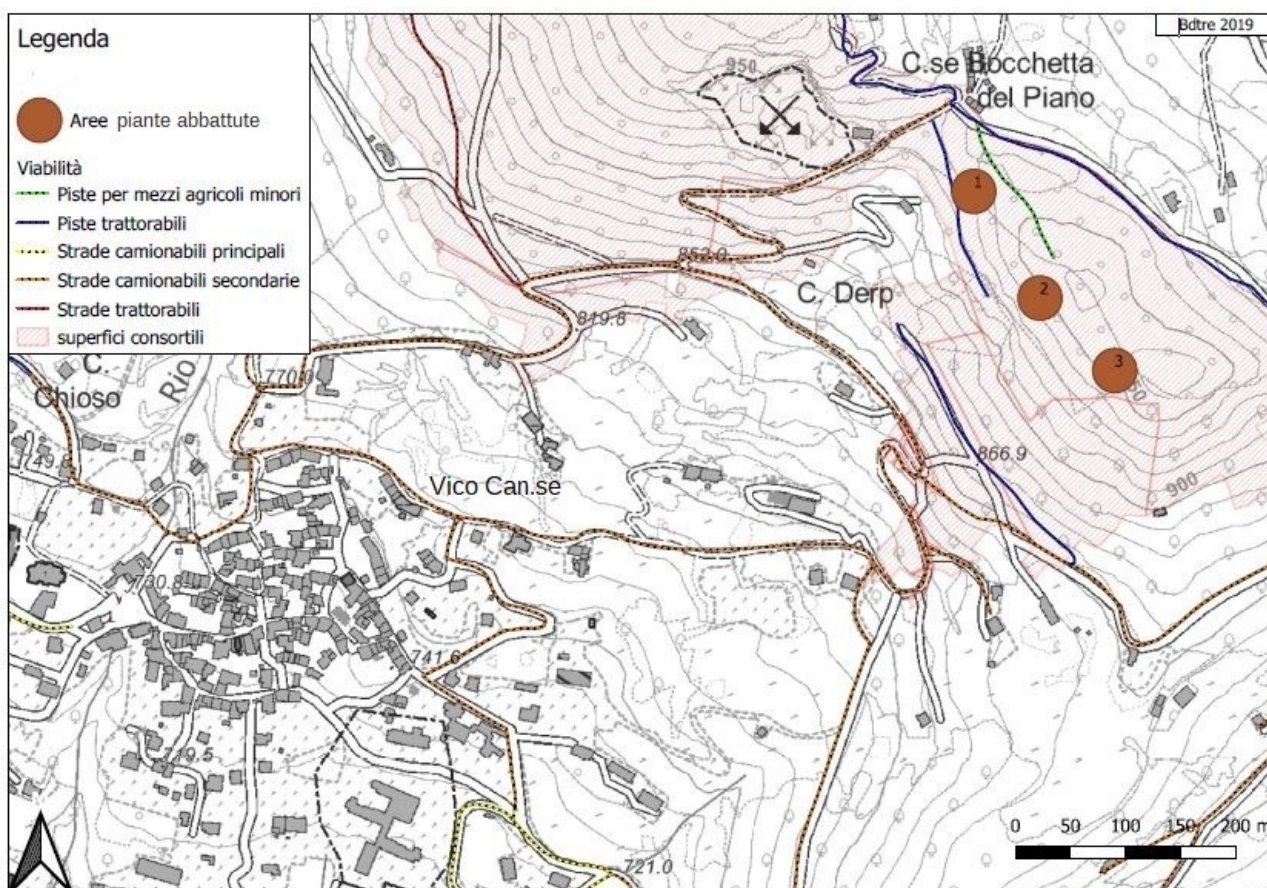 Legenda
Aree piante abbattute
Viabilità
Piste per mezzi agricoli minori
Piste trattorabili
Strade camionabili principali
Strade camionabili secondarie
Strade trattorabili
superfici consortili
Bdtre 2019
950
C.se Bocchetta
del Piano
1
852.0
2
C. Derp
819.8
3
770.0
C.
Chioso
Rio
866.9
Vico Can.se
900
730.8
741.6
721.0
0 50 100 150 200 m